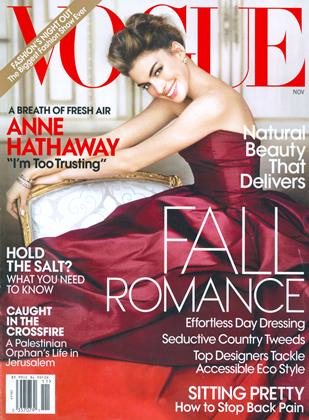 FASHION'S NIGHT OUT
The Biggest Fashion Show Ever
VOGUE
NOV
A BREATH OF FRESH AIR
ANNE
HATHAWAY
"I'm Too Trusting"
Natural
Beauty
That
Delivers
FALL
ROMANCE
Effortless Day Dressing
Seductive Country Tweeds
Top Designers Tackle
Accessible Eco Style
HOLD
THE SALT?
WHAT YOU NEED
TO KNOW
CAUGHT
IN THE
CROSSFIRE
A Palestinian
Orphan's Life in
Jerusalem
SITTING PRETTY
How to Stop Back Pain